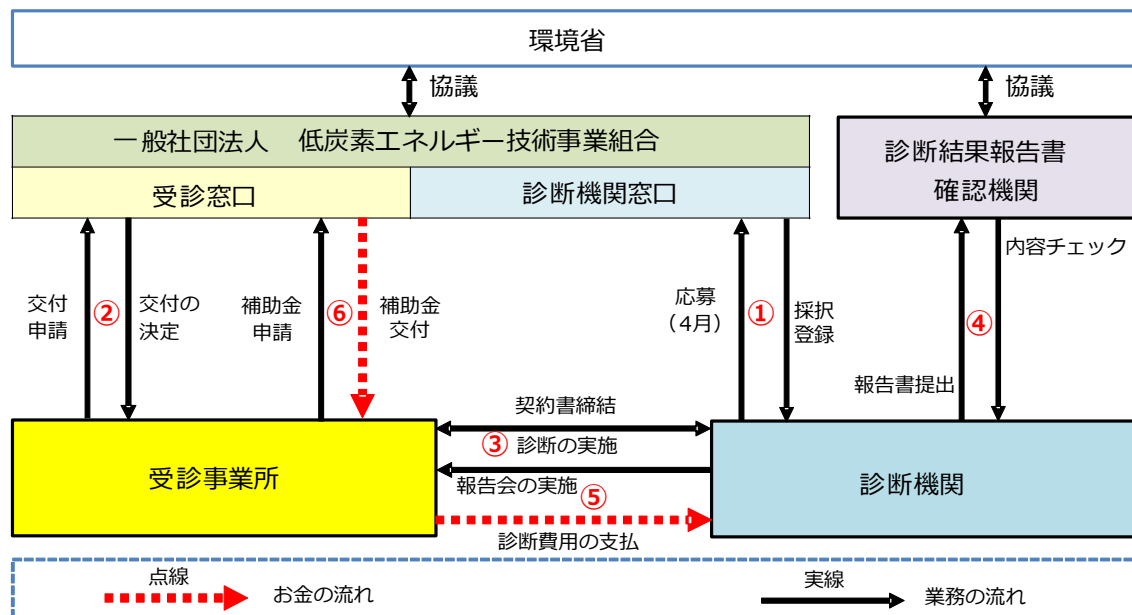 環境省
協議
協議
一般社団法人 低炭素エネルギー技術事業組合
受診窓口
診断機関窓口
診断結果報告書
確認機関
交付
申請
②
交付の
決定
補助金
申請
⑥
補助金
交付
応募
(4月)
①
採択
登録
内容チェック
④
報告書提出
契約書締結
③ 診断の実施
報告会の実施
⑤
診断費用の支払
受診事業所
診断機関
点線
お金の流れ
実線
業務の流れ